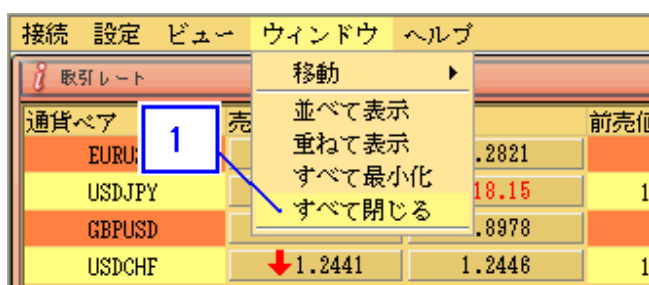 接続 設定 ビュー ウィンドウ ヘルプ
取引レート
移動
並べて表示
重ねて表示
すべて最小化
すべて閉じる
1
通貨ペア 売 前売値
.2821
USDJPY 18.15 1
GBPUSD .8978
USDCHF 1.2441 1.2446 1